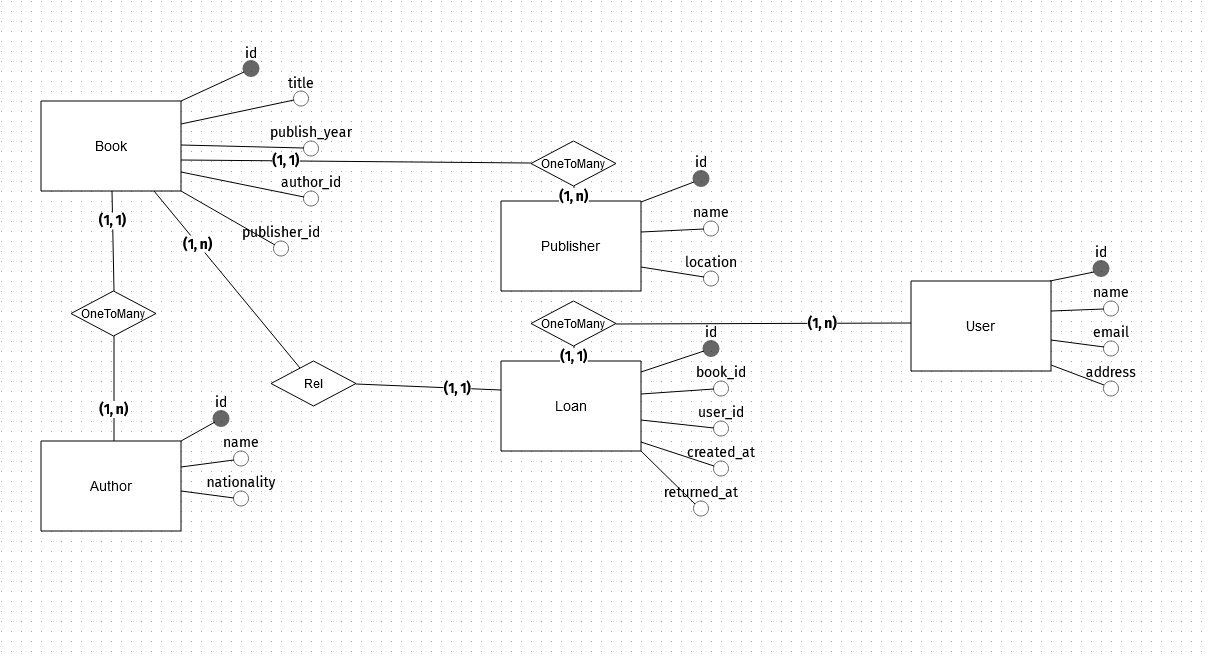 id
title
publish_year
Book
(1, 1)
OneToMany
author_id
(1, n)
publisher_id
id
name
location
Publisher
(1, 1)
(1, n)
OneToMany
(1, n)
Author
id
name
nationality
Rel
(1, 1)
OneToMany
(1, n)
(1, 1)
Loan
id
book_id
user_id
created_at
returned_at
User
id
name
email
address